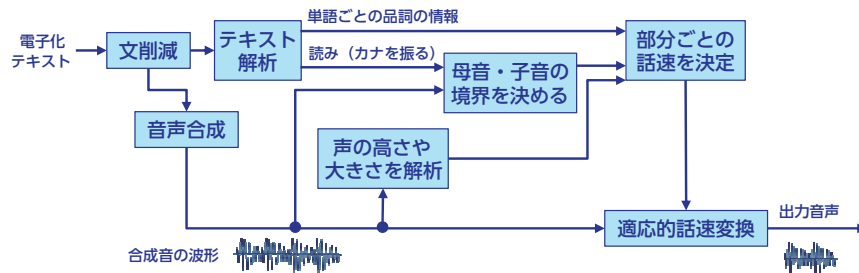 単語ごとの品詞の情報
電子化
テキスト
文削減
テキスト
解析
読み（カナを振る）
部分ごとの
話速を決定
母音・子音の
境界を決める
音声合成
声の高さや
大きさを解析
適応的話速変換
出力音声
合成音の波形